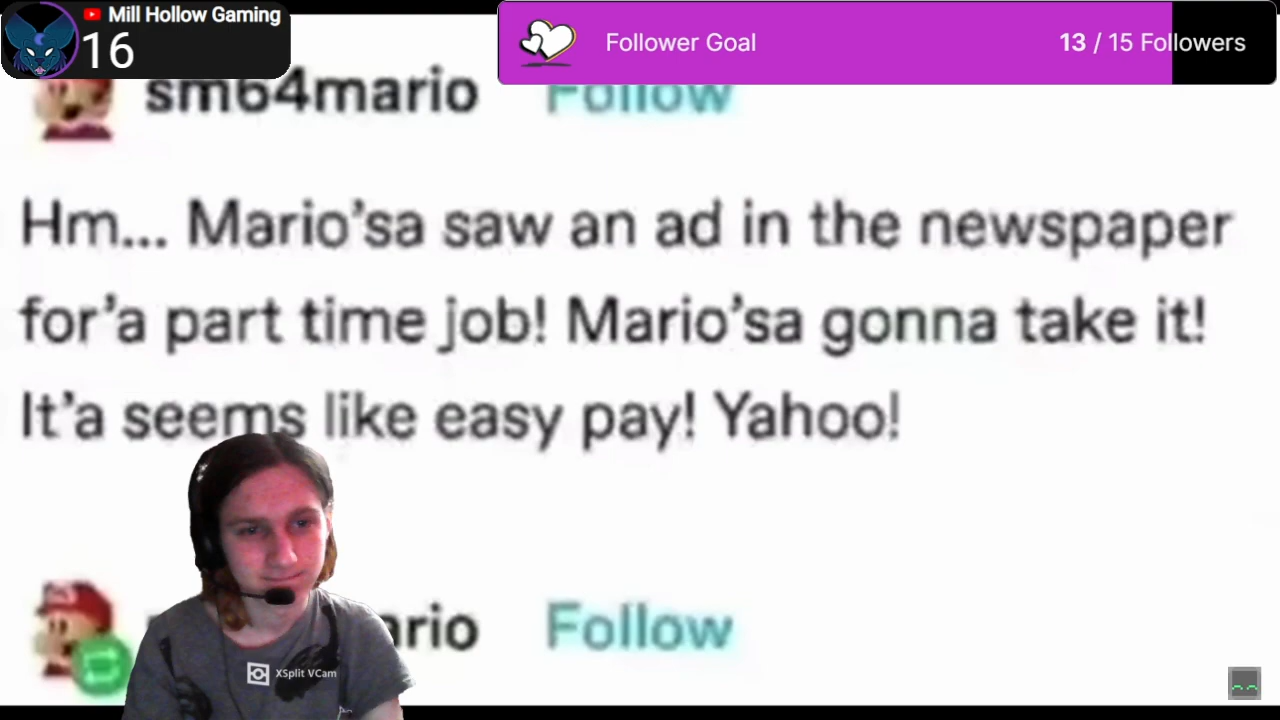 Mill Hollow Gaming
16
Follower Goal
13 / 15 Followers
sm64mario Follow
Hm... Mario'sa saw an ad in the newspaper
for'a part time job! Mario'sa gonna take it!
It'a seems like easy pay! Yahoo!
Follow
XSplit VCam